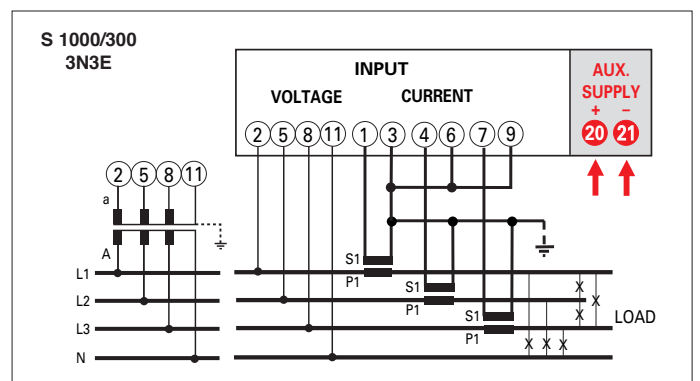 S 1000/300
3N3E
INPUT
VOLTAGE CURRENT
AUX.
SUPPLY
+ –
2 5 8 11 1 3 4 6 7 9 20 21
2 5 8 11
a
A
L1
L2
L3
N
S1
P1
S1
P1
S1
P1
X
X
X
X X X
LOAD